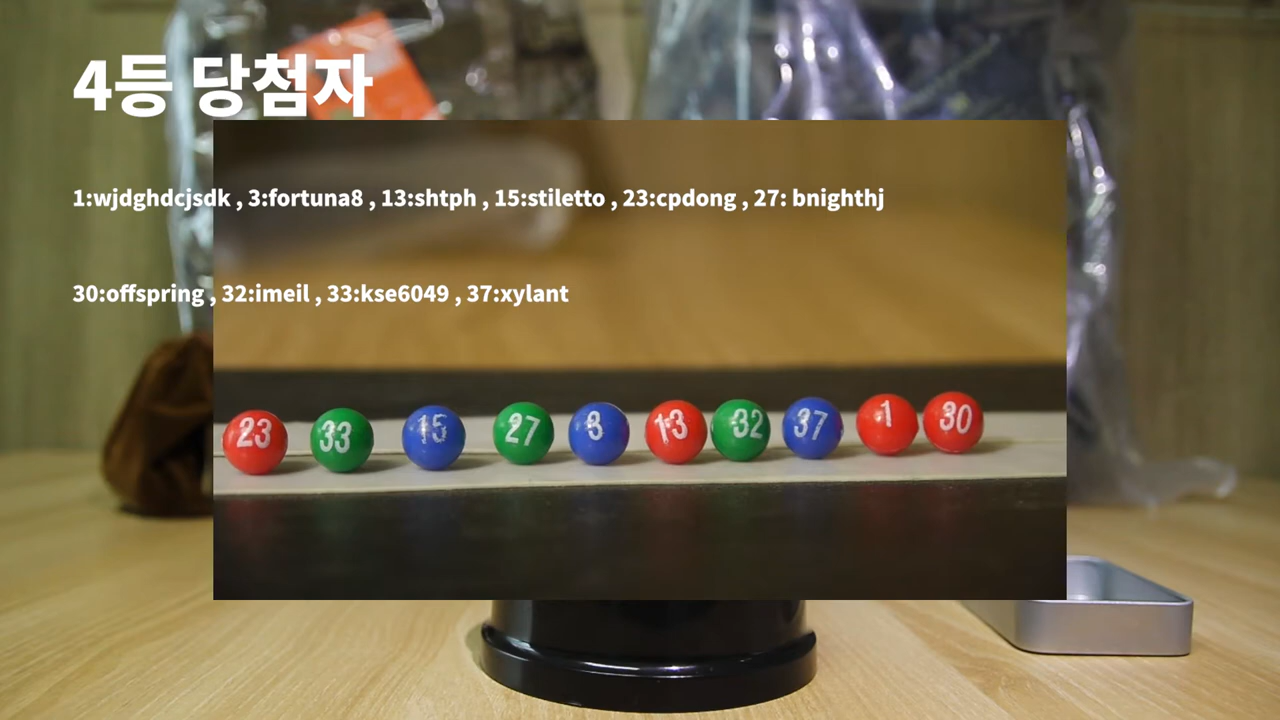 4등 당첨자
1:wjdghdcjsdk , 3:fortuna8 , 13:shtph , 15:stiletto , 23:cpdong , 27: bnighthj
30:offspring , 32:imeil , 33:kse6049 , 37:xylant
23 33 15 27 3 13 32 37 1 30